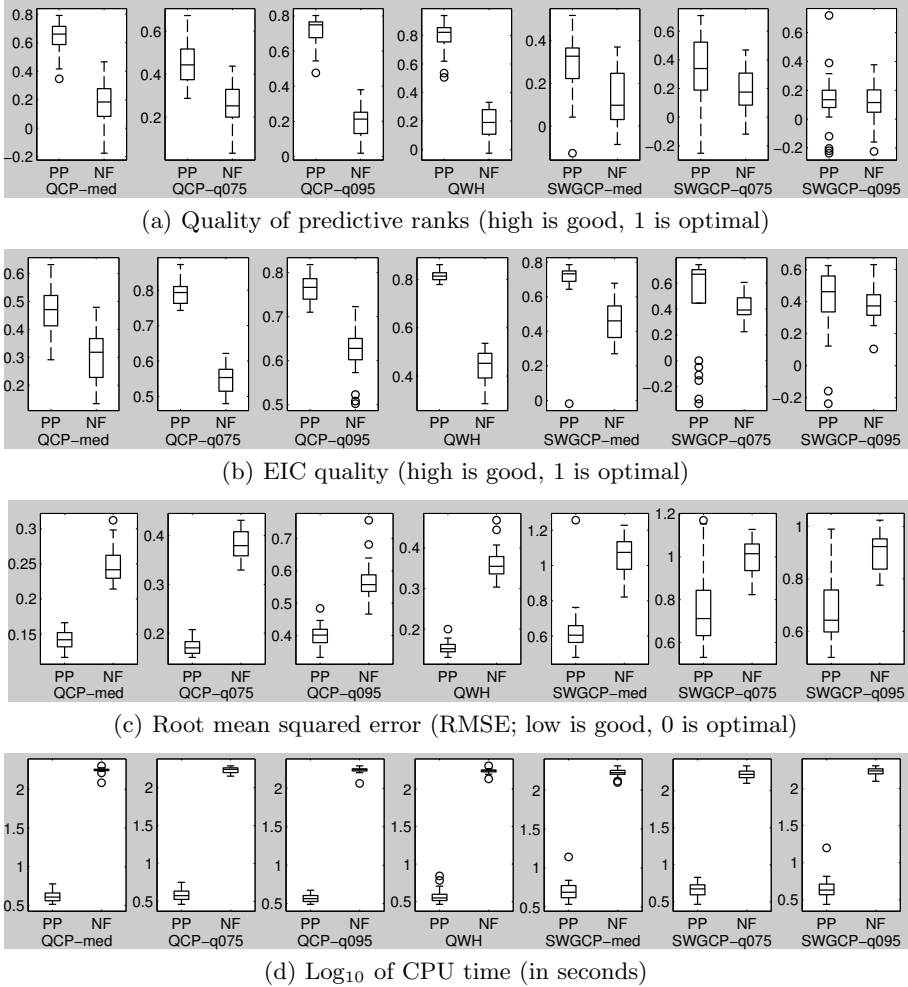 0.8 0.6 0.4 0.2 0 −0.2
0.6 0.4 0.2
0.8 0.6 0.4 0.2 0
0.8 0.6 0.4 0.2 0
0.4 0.2 0
0.6 0.4 0.2 0 −0.2
0.6 0.4 0.2 0 −0.2
PP NF PP NF PP NF PP NF PP NF PP NF PP NF
QCP−med QCP−q075 QCP−q095 QWH SWGCP−med SWGCP−q075 SWGCP−q095
(a) Quality of predictive ranks (high is good, 1 is optimal)
0.6 0.5 0.4 0.3 0.2
0.8 0.7 0.6 0.5
0.8 0.7 0.6 0.5
0.8 0.6 0.4
0.6 0.4 0.2 0
0.6 0.4 0.2 0 −0.2
0.6 0.4 0.2 0 −0.2
PP NF PP NF PP NF PP NF PP NF PP NF PP NF
QCP−med QCP−q075 QCP−q095 QWH SWGCP−med SWGCP−q075 SWGCP−q095
(b) EIC quality (high is good, 1 is optimal)
0.3 0.25 0.2 0.15
0.4 0.3 0.2
0.7 0.6 0.5 0.4
0.4 0.3 0.2
1.2 1 0.8 0.6
1.2 1 0.8 0.6
1 0.8 0.6
PP NF PP NF PP NF PP NF PP NF PP NF PP NF
QCP−med QCP−q075 QCP−q095 QWH SWGCP−med SWGCP−q075 SWGCP−q095
(c) Root mean squared error (RMSE; low is good, 0 is optimal)
2 1.5 1 0.5
2 1.5 1 0.5
2 1.5 1 0.5
2 1.5 1 0.5
2 1.5 1 0.5
2 1.5 1 0.5
2 1.5 1 0.5
PP NF PP NF PP NF PP NF PP NF PP NF PP NF
QCP−med QCP−q075 QCP−q095 QWH SWGCP−med SWGCP−q075 SWGCP−q095
(d) Log₁₀ of CPU time (in seconds)